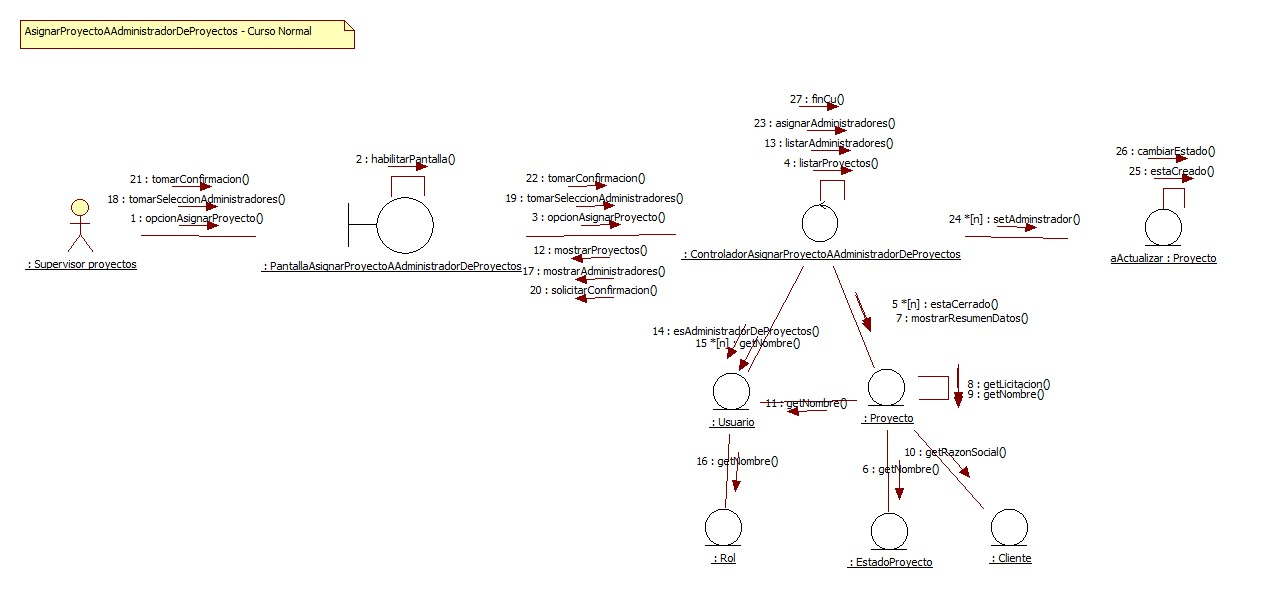 AsignarProyectoAAdministradorDeProyectos - Curso Normal
27 : finCu()
23 : asignarAdministradores()
13 : listarAdministradores()
4 : listarProyectos()
2 : habilitarPantalla()
26 : cambiarEstado()
25 : estaCreado()
21 : tomarConfirmacion()
18 : tomarSeleccionAdministradores()
1 : opcionAsignarProyecto()
22 : tomarConfirmacion()
19 : tomarSeleccionAdministradores()
3 : opcionAsignarProyecto()
24 *[n] : setAdminstrador()
12 : mostrarProyectos()
17 : mostrarAdministradores()
20 : solicitarConfirmacion()
: Supervisor proyectos
: PantallaAsignarProyectoAAdministradorDeProyectos
: ControladorAsignarProyectoAAdministradorDeProyectos
aActualizar : Proyecto
5 *[n] : estaCerrado()
7 : mostrarResumenDatos()
14 : esAdministradorDeProyectos()
15 *[n] : getNombre()
8 : getLicitacion()
9 : getNombre()
11 : getNombre()
: Usuario
: Proyecto
16 : getNombre()
10 : getRazonSocial()
6 : getNombre()
: Rol
: EstadoProyecto
: Cliente